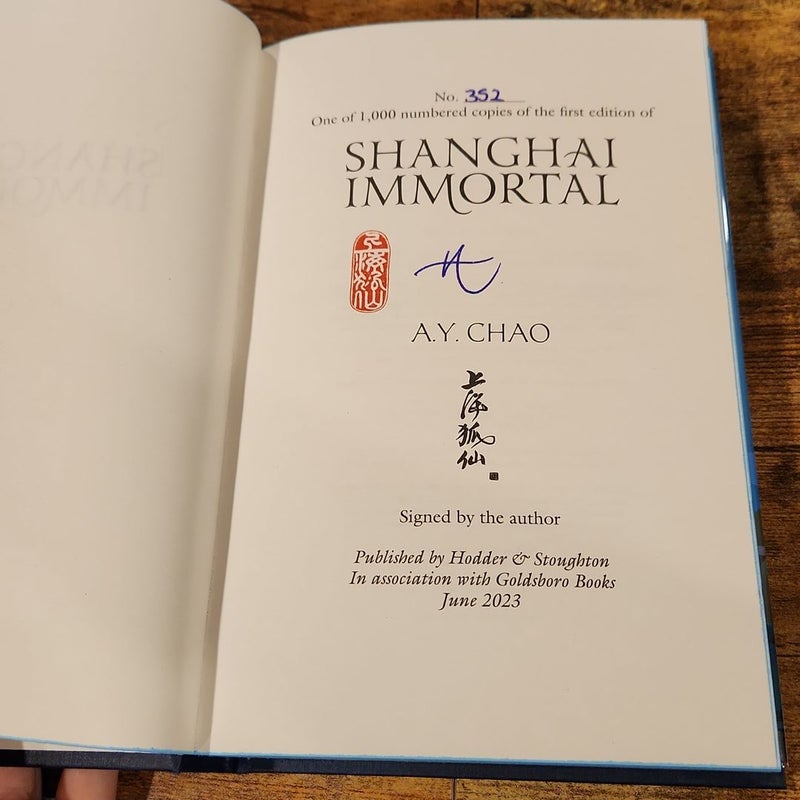 No. 352
One of 1,000 numbered copies of the first edition of
SHANGHAI
IMMORTAL
A.Y. CHAO
上
海
狐
仙
Signed by the author
Published by Hodder & Stoughton
In association with Goldsboro Books
June 2023